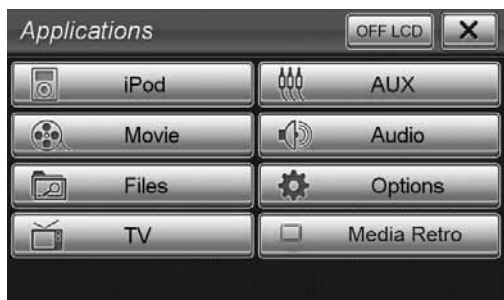 Applications OFF LCD X
iPod AUX
Movie Audio
Files Options
TV Media Retro